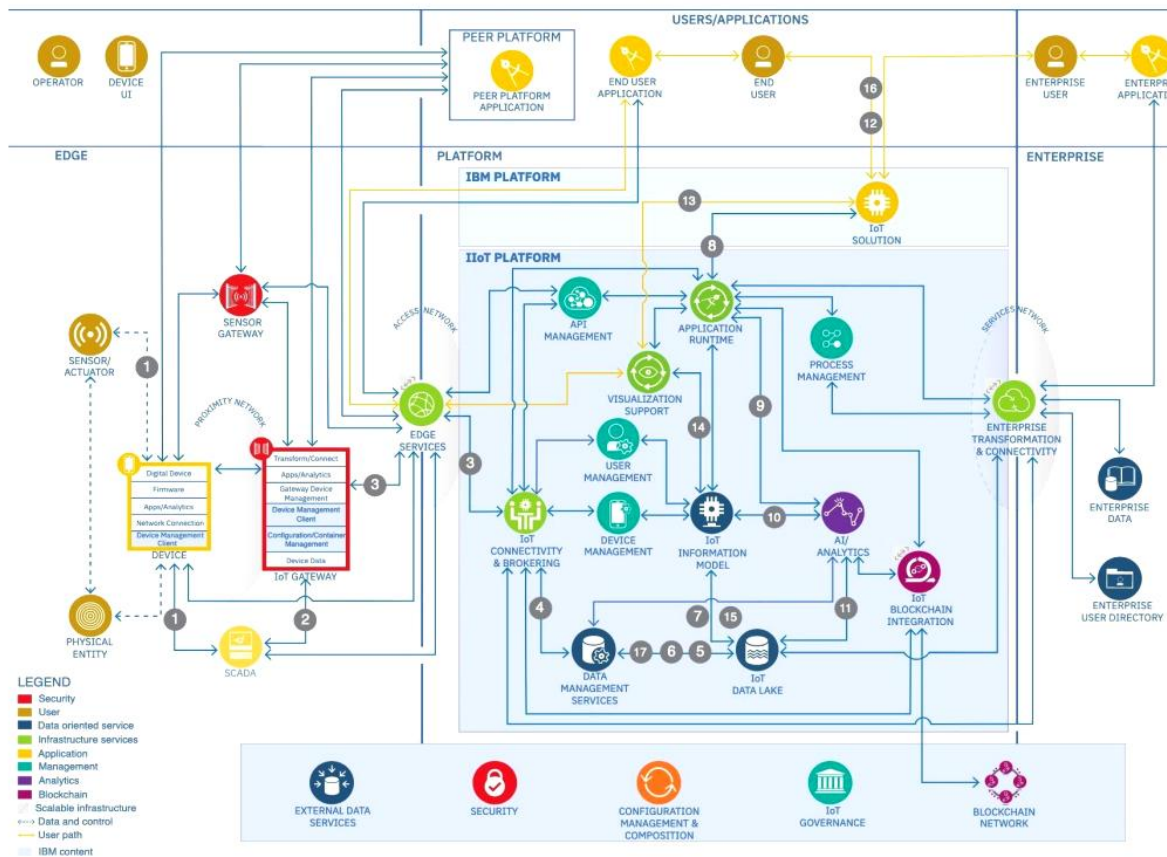 USERS/APPLICATIONS
OPERATOR
DEVICE
UI
PEER PLATFORM
PEER PLATFORM
APPLICATION
END USER
APPLICATION
END
USER
16
12
ENTERPRISE
USER
ENTERPRI
APPLICATI
EDGE
PLATFORM
ENTERPRISE
IBM PLATFORM
13
IoT
SOLUTION
8
IIoT PLATFORM
SENSOR
GATEWAY
ACCESS NETWORK
API
MANAGEMENT
APPLICATION
RUNTIME
PROCESS
MANAGEMENT
SERVICES NETWORK
SENSOR/
ACTUATOR
1
PROXIMITY NETWORK
EDGE
SERVICES
VISUALIZATION
SUPPORT
9
ENTERPRISE
TRANSFORMATION
& CONNECTIVITY
14
3
USER
MANAGEMENT
Digital Device
Firmware
Apps/Analytics
Network Connection
Device Management
Client
DEVICE
Transform/Connect
Apps/Analytics
Gateway Device
Management
Device Management
Client
Configuration/Container
Management
Device Data
IoT GATEWAY
3
IoT
CONNECTIVITY
& BROKERING
DEVICE
MANAGEMENT
IoT
INFORMATION
MODEL
10
AI/
ANALYTICS
ENTERPRISE
DATA
IoT
BLOCKCHAIN
INTEGRATION
ENTERPRISE
USER DIRECTORY
PHYSICAL
ENTITY
1
2
SCADA
4
7
15
11
17
6
5
DATA
MANAGEMENT
SERVICES
IoT
DATA LAKE
LEGEND
Security
User
Data oriented service
Infrastructure services
Application
Management
Analytics
Blockchain
Scalable infrastructure
Data and control
User path
IBM content
EXTERNAL DATA
SERVICES
SECURITY
CONFIGURATION
MANAGEMENT &
COMPOSITION
IoT
GOVERNANCE
BLOCKCHAIN
NETWORK